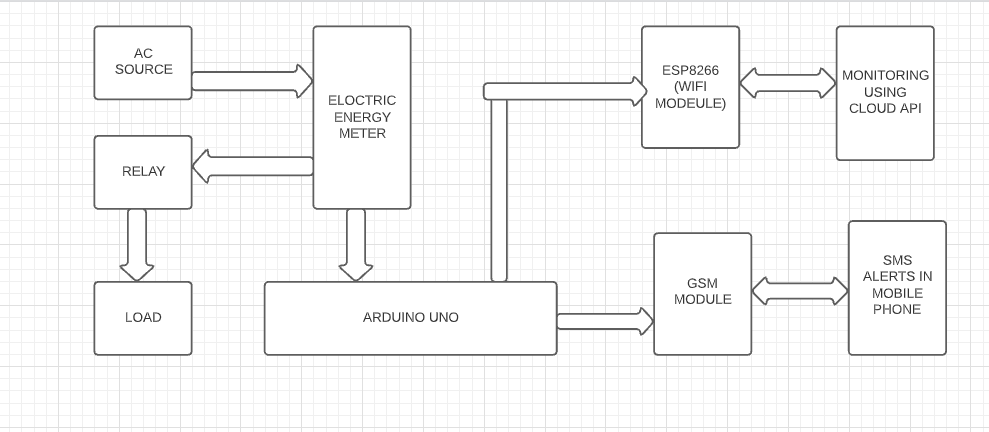 AC
SOURCE
ELOCTRIC
ENERGY
METER
RELAY
LOAD
ARDUINO UNO
ESP8266
(WIFI
MODEULE)
MONITORING
USING
CLOUD API
GSM
MODULE
SMS
ALERTS IN
MOBILE
PHONE